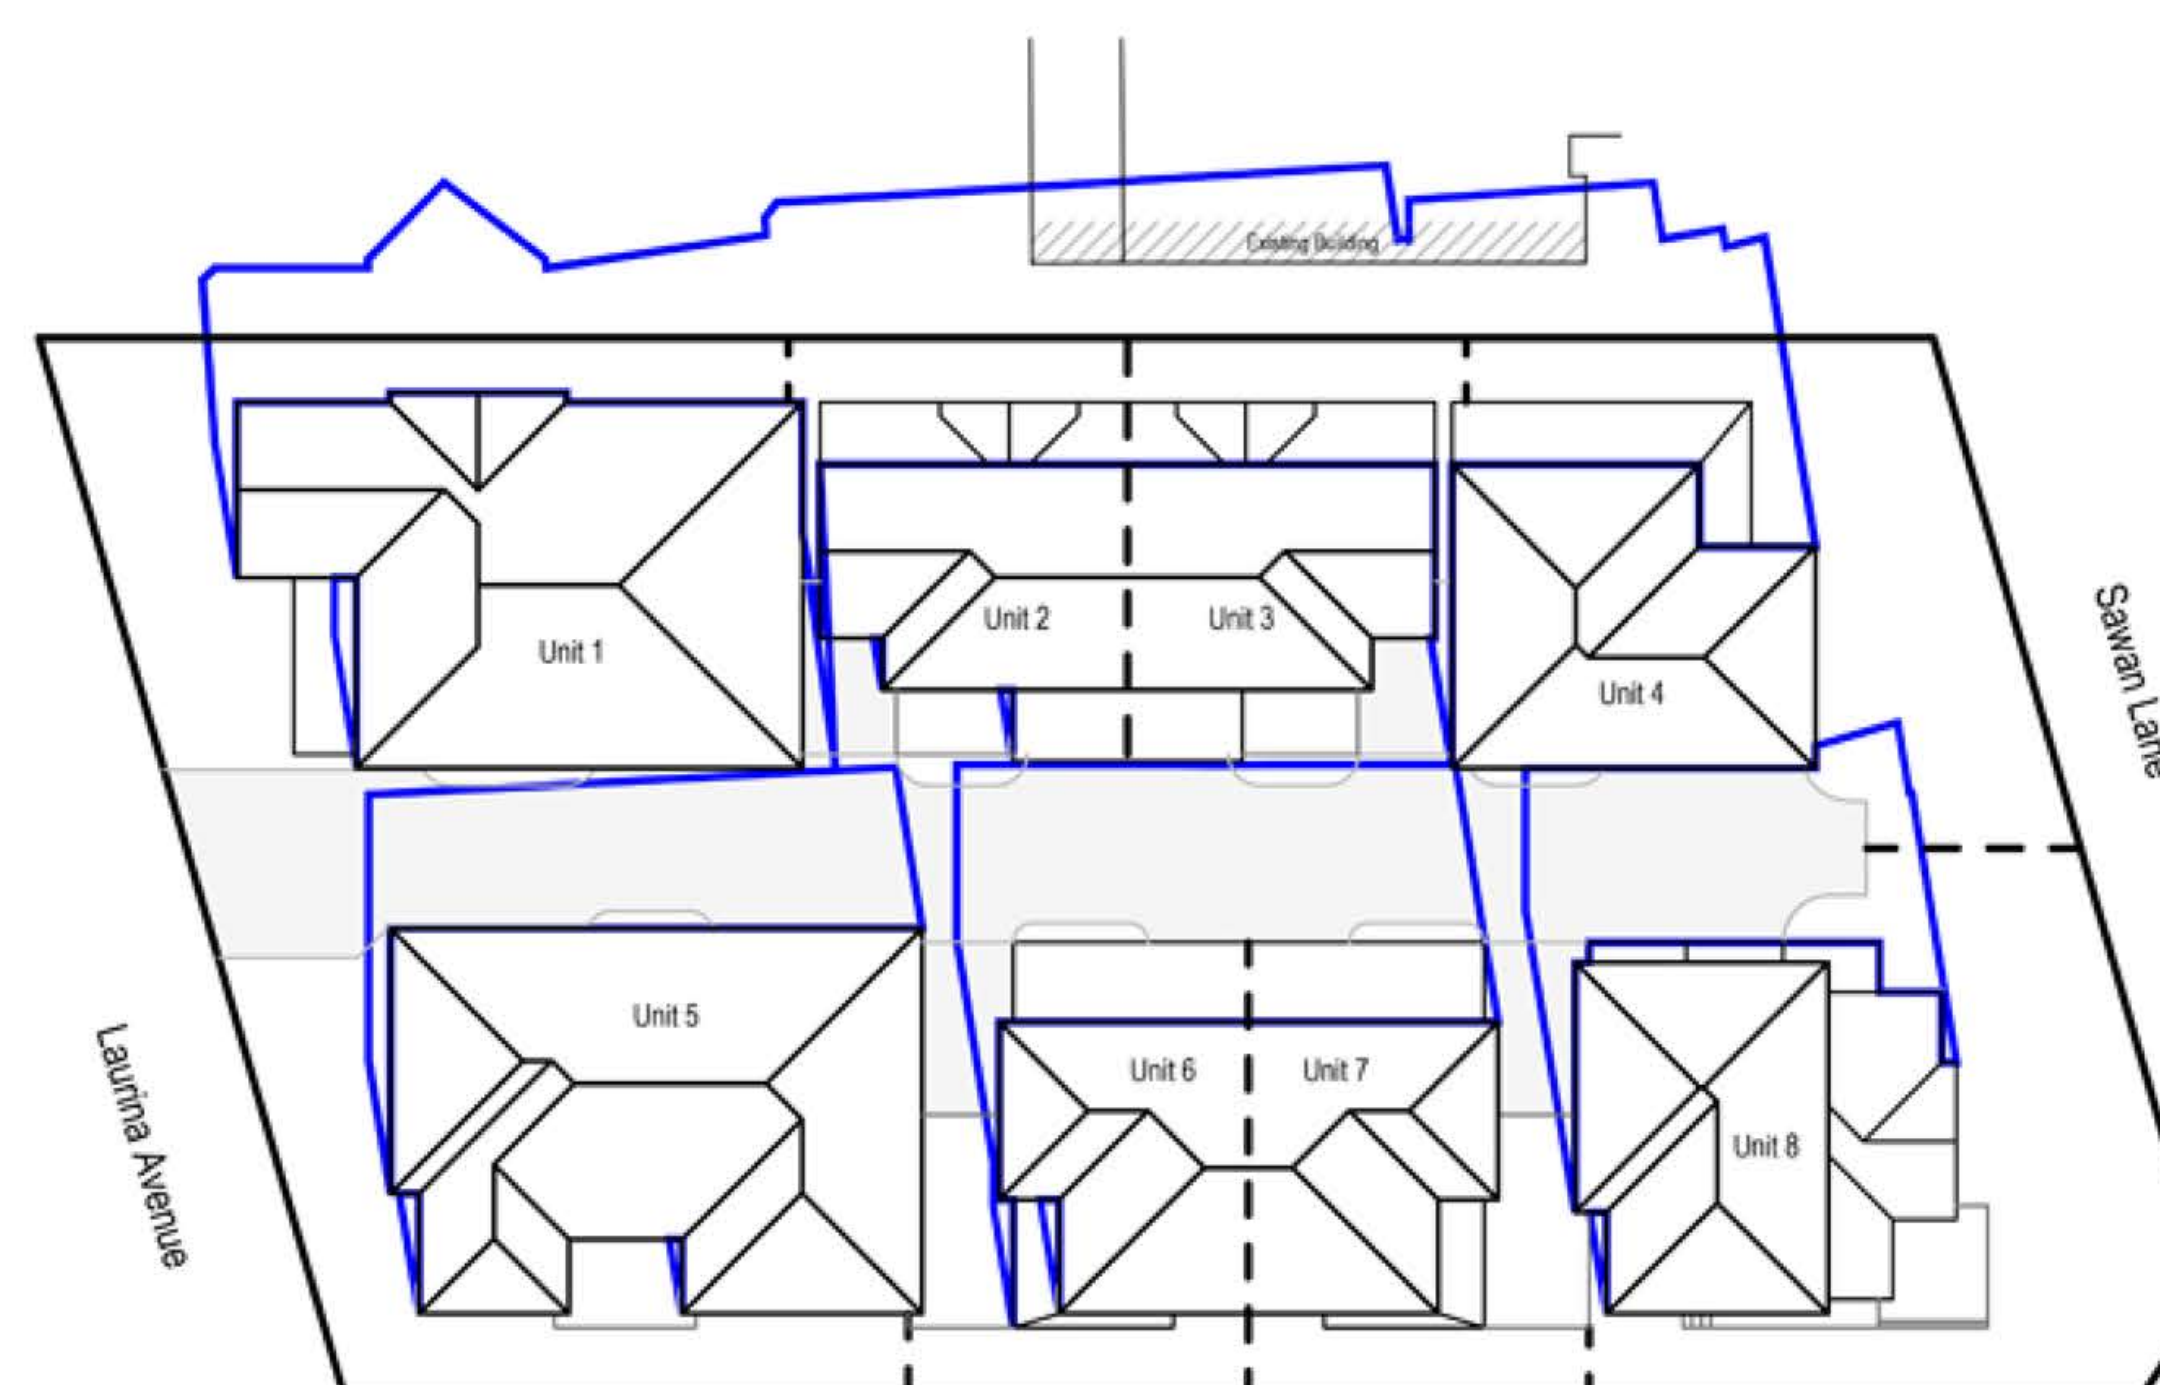 Existing Building
Unit 1
Unit 2
Unit 3
Unit 4
Sawan Lane
Unit 5
Unit 6
Unit 7
Unit 8
Laurina Avenue